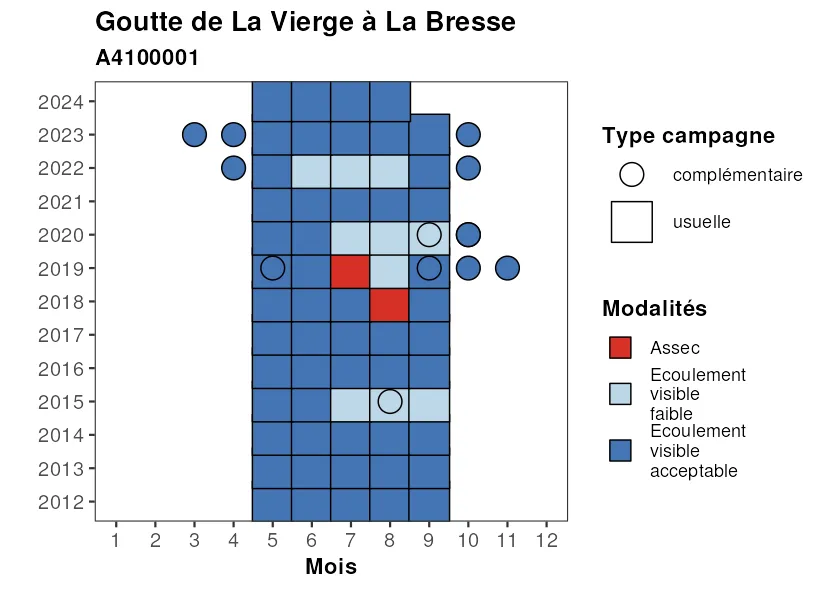 Goutte de La Vierge à La Bresse
A4100001
2024
2023
2022
2021
2020
2019
2018
2017
2016
2015
2014
2013
2012
1 2 3 4 5 6 7 8 9 10 11 12
Mois
Type campagne
complémentaire
usuelle
Modalités
Assec
Ecoulement
visible
faible
Ecoulement
visible
acceptable